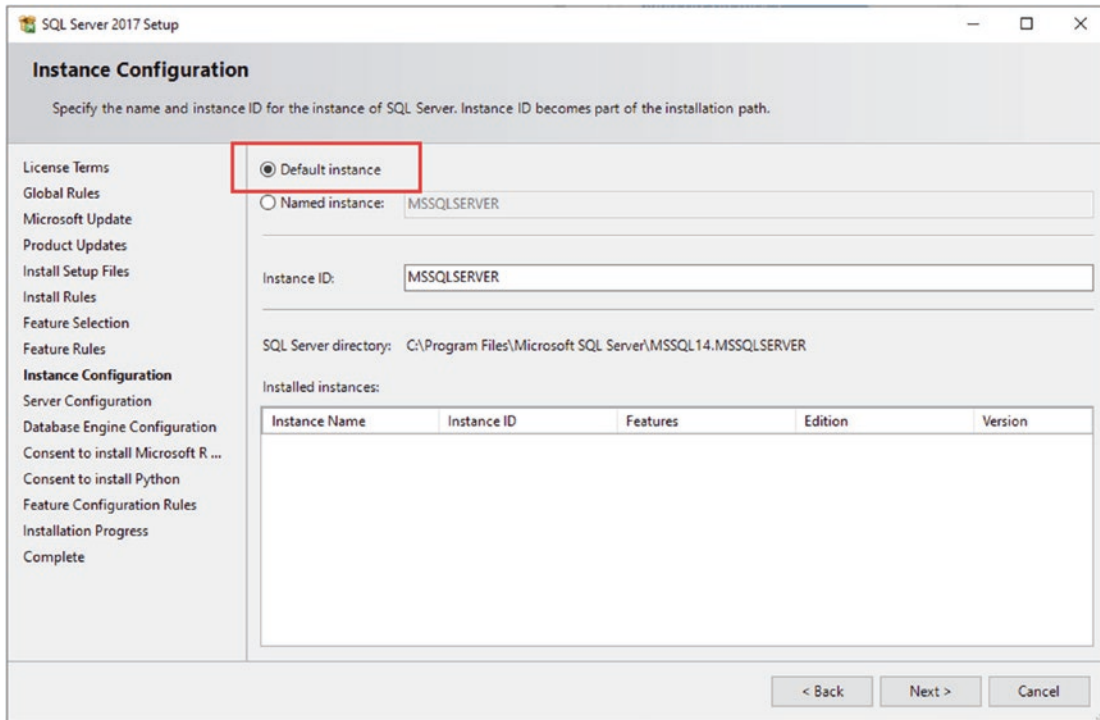 SQL Server 2017 Setup
Instance Configuration
Specify the name and instance ID for the instance of SQL Server. Instance ID becomes part of the installation path.
License Terms
Global Rules
Microsoft Update
Product Updates
Install Setup Files
Install Rules
Feature Selection
Feature Rules
Instance Configuration
Server Configuration
Database Engine Configuration
Consent to install Microsoft R ...
Consent to install Python
Feature Configuration Rules
Installation Progress
Complete
Default instance
Named instance: MSSQLSERVER
Instance ID: MSSQLSERVER
SQL Server directory: C:\Program Files\Microsoft SQL Server\MSSQL14.MSSQLSERVER
Installed instances:
Instance Name Instance ID Features Edition Version
< Back Next > Cancel